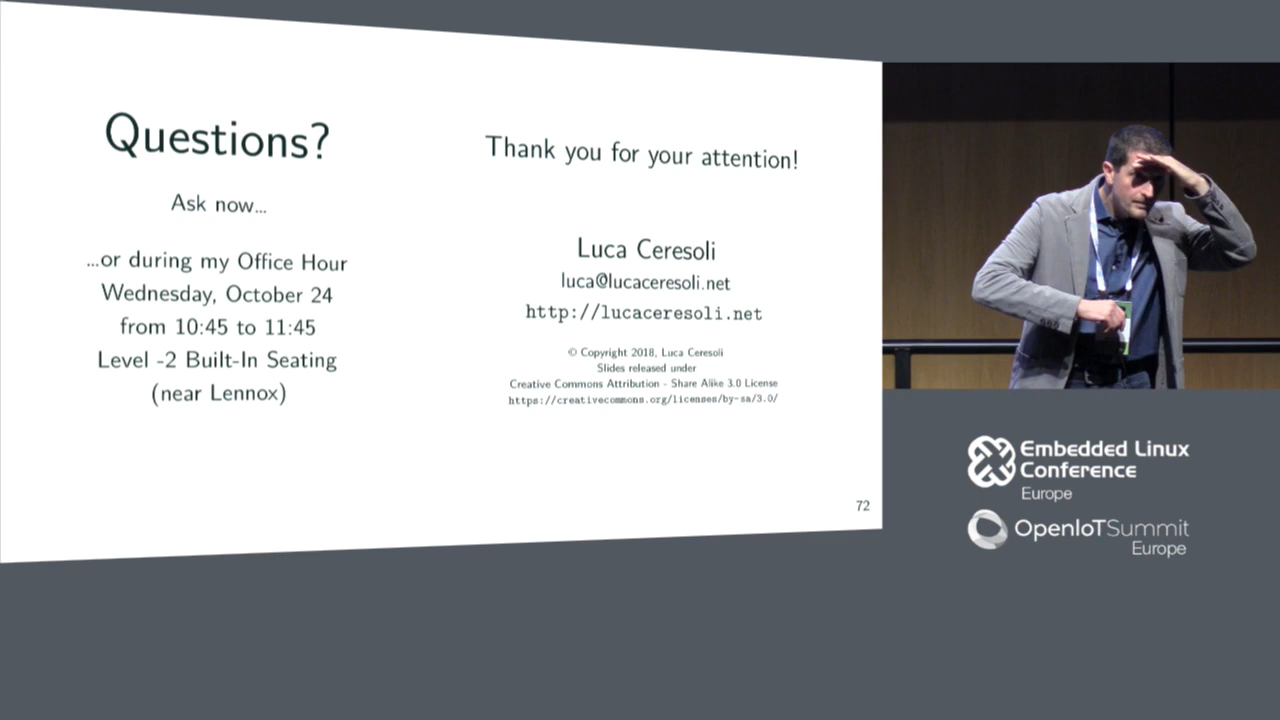 Questions?
Ask now...
...or during my Office Hour
Wednesday, October 24
from 10:45 to 11:45
Level -2 Built-In Seating
(near Lennox)
Thank you for your attention!
Luca Ceresoli
luca@lucaceresoli.net
http://lucaceresoli.net
© Copyright 2018, Luca Ceresoli
Slides released under
Creative Commons Attribution - Share Alike 3.0 License
https://creativecommons.org/licenses/by-sa/3.0/
72
Embedded Linux
Conference
Europe
OpenIoTSummit
Europe